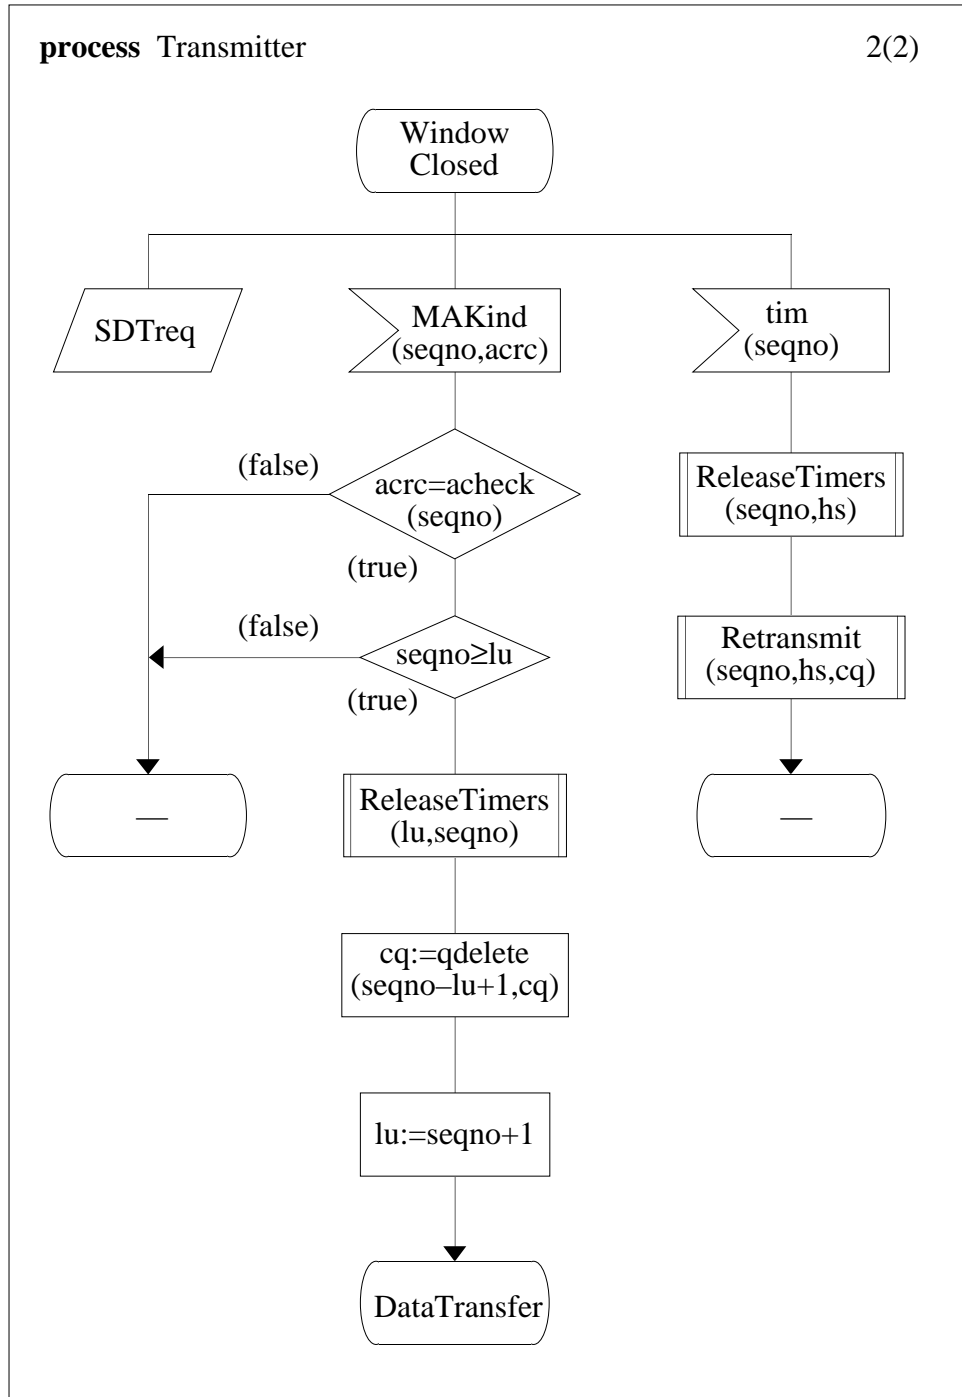 process Transmitter 2(2)
Window
Closed
SDTreq
MAKind
(seqno,acrc)
tim
(seqno)
(false)
acrc=acheck
(seqno)
(true)
ReleaseTimers
(seqno,hs)
(false)
seqno≥lu
(true)
Retransmit
(seqno,hs,cq)
—
ReleaseTimers
(lu,seqno)
—
cq:=qdelete
(seqno–lu+1,cq)
lu:=seqno+1
DataTransfer